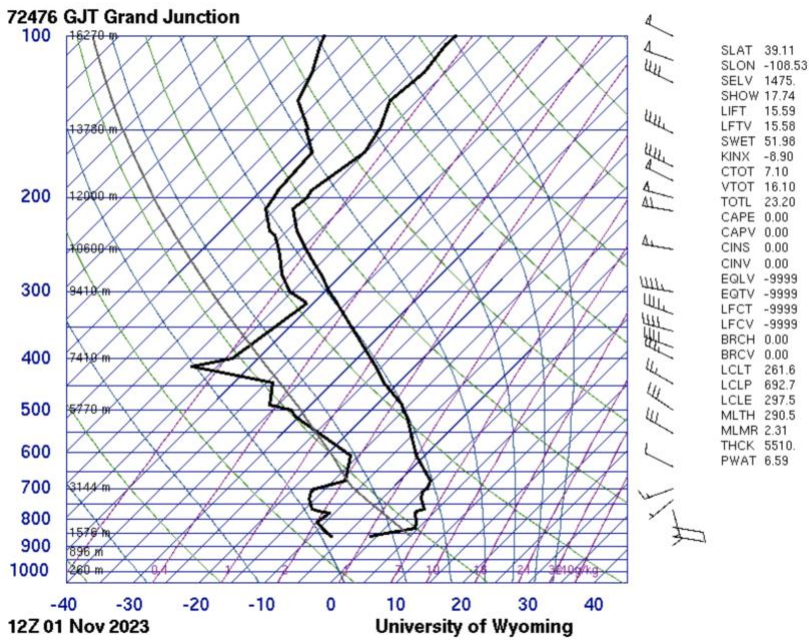 72476 GJT Grand Junction
100
16270 m
13780 m
200
12000 m
10600 m
300
9410 m
400
7410 m
500
5770 m
600
700
3144 m
800
1576 m
900
896 m
1000
260 m
0.4
1
2
4
7
10
16
24
32
40g/kg
-40
-30
-20
-10
0
10
20
30
40
12Z 01 Nov 2023
University of Wyoming
SLAT 39.11
SLON -108.53
SELV 1475.
SHOW 17.74
LIFT 15.59
LFTV 15.58
SWET 51.98
KINX -8.90
CTOT 7.10
VTOT 16.10
TOTL 23.20
CAPE 0.00
CAPV 0.00
CINS 0.00
CINV 0.00
EQLV -9999
EQTV -9999
LFCT -9999
LFCV -9999
BRCH 0.00
BRCV 0.00
LCLT 261.6
LCLP 692.7
LCLE 297.5
MLTH 290.5
MLMR 2.31
THCK 5510.
PWAT 6.59